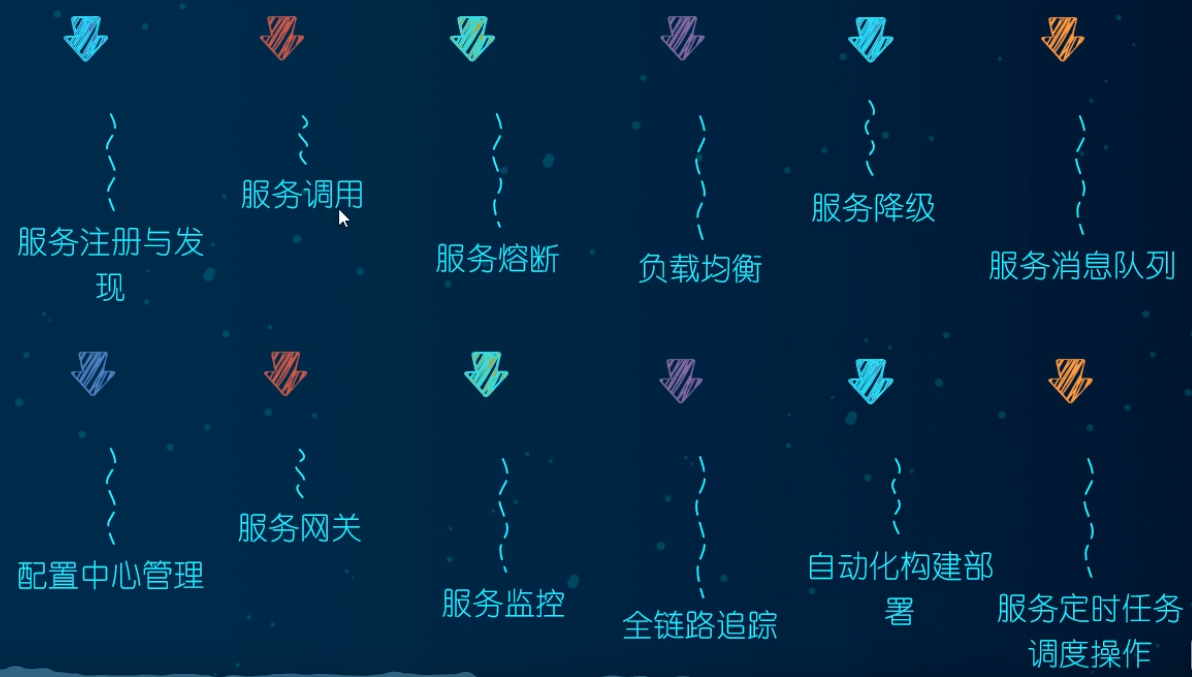 服务注册与发
现
服务调用
服务熔断
负载均衡
服务降级
服务消息队列
配置中心管理
服务网关
服务监控
全链路追踪
自动化构建部
署
服务定时任务
调度操作